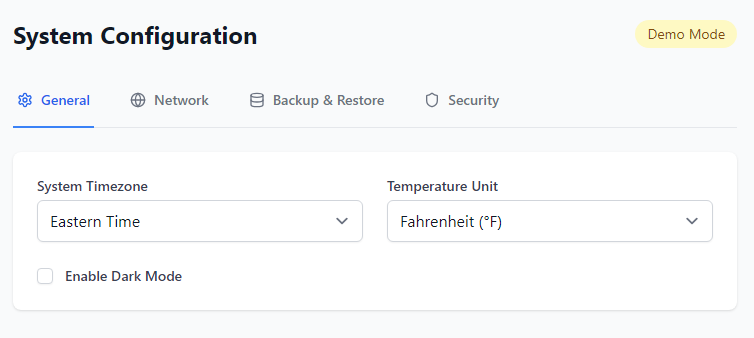 System Configuration
Demo Mode
General
Network
Backup & Restore
Security
System Timezone
Temperature Unit
Eastern Time
Fahrenheit (°F)
Enable Dark Mode